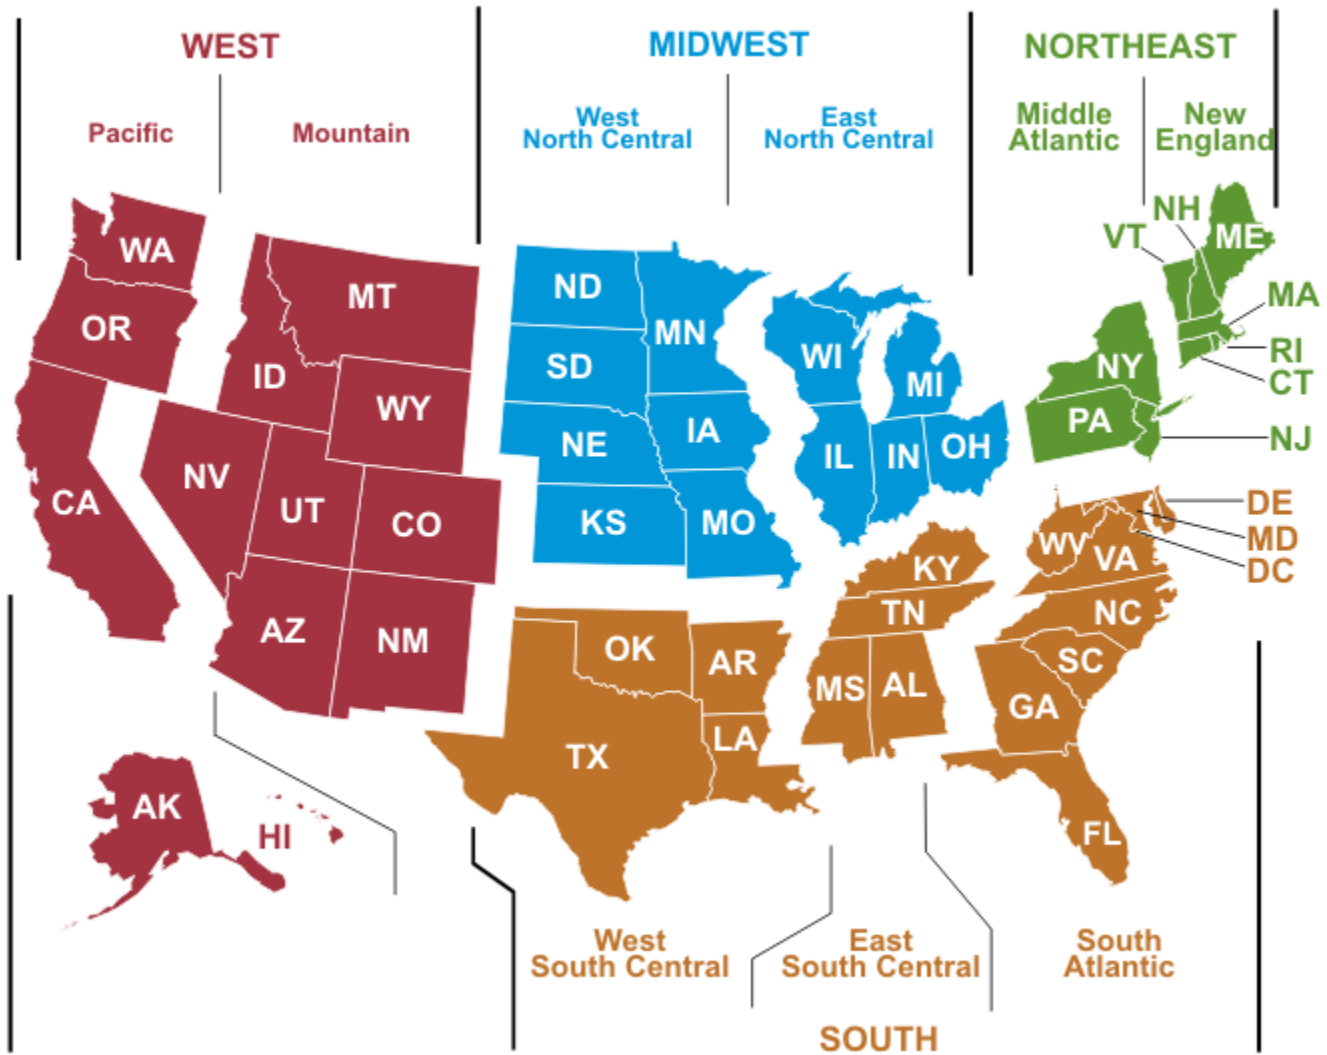 WEST
MIDWEST
NORTHEAST
Pacific
Mountain
West
North Central
East
North Central
Middle
Atlantic
New
England
WA
OR
CA
MT
ID
WY
NV
UT
CO
AZ
NM
AK
HI
ND
SD
NE
KS
MN
IA
MO
WI
MI
IL
IN
OH
NH
VT
ME
MA
RI
CT
NY
PA
NJ
DE
MD
DC
WV
VA
KY
TN
NC
SC
GA
FL
MS
AL
OK
AR
TX
LA
West
South Central
East
South Central
South
Atlantic
SOUTH